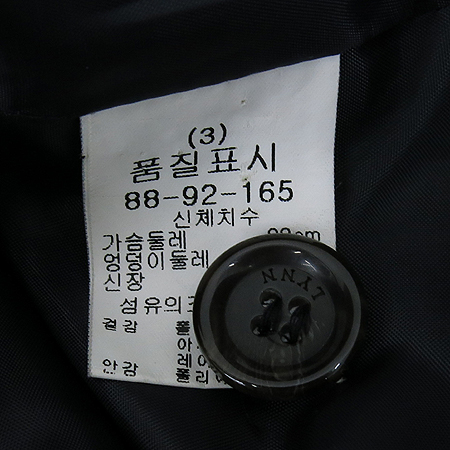 (3)
품질표시
88-92-165
신체치수
가슴둘레
엉덩이둘레
신장
섬유의
겉감
안감
LYNN